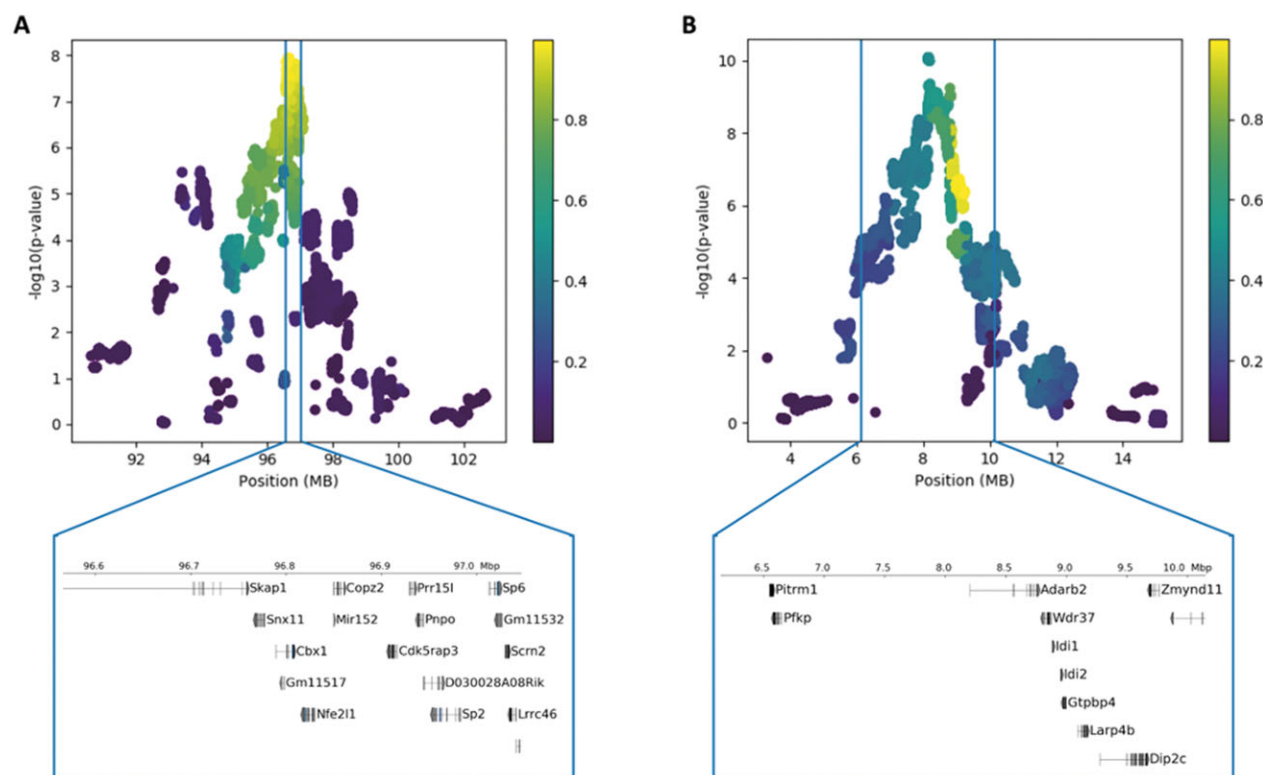 A
B
8
7
6
5
4
3
2
1
0
-log10(p-value)
92 94 96 98 100 102
Position (MB)
0.8
0.6
0.4
0.2
10
8
6
4
2
0
-log10(p-value)
4 6 8 10 12 14
Position (MB)
0.8
0.6
0.4
0.2
96.6 96.7 96.8 96.9 97.0 Mbp
Skap1 Copz2 Prr15l Sp6
Snx11 Mir152 Pnpo Gm11532
Cbx1 Cdk5rap3 Scrn2
Gm11517 D030028A08Rik
Nfe2l1 Sp2 Lrrc46
6.5 7.0 7.5 8.0 8.5 9.0 9.5 10.0 Mbp
Pitrm1 Adarb2 Zmynd11
Pfkp Wdr37
Idi1
Idi2
Gtpbp4
Larp4b
Dip2c